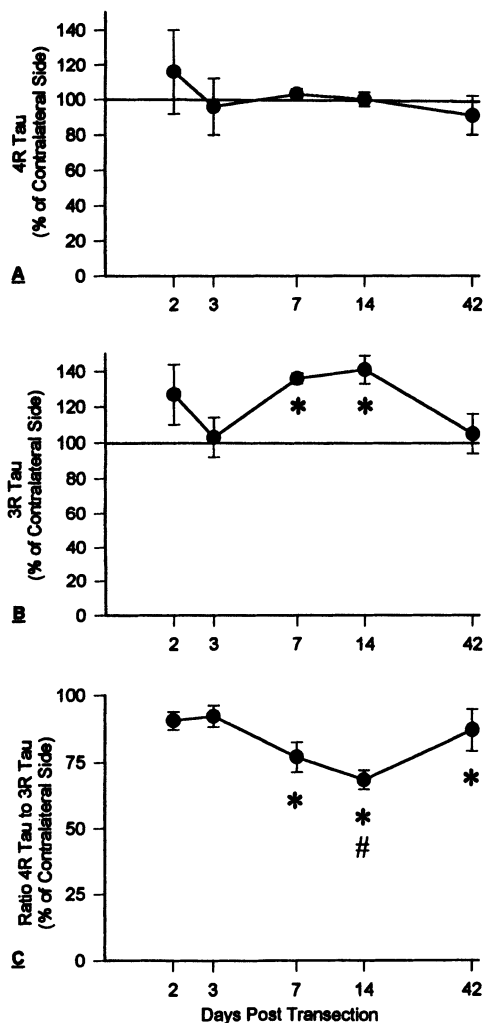 4R Tau
(% of Contralateral Side)
140
120
100
80
60
40
20
0
A
2 3 7 14 42
3R Tau
(% of Contralateral Side)
140
120
100
80
60
40
20
0
B
* *
2 3 7 14 42
Ratio 4R Tau to 3R Tau
(% of Contralateral Side)
100
75
50
25
0
C
* * *
#
2 3 7 14 42
Days Post Transection